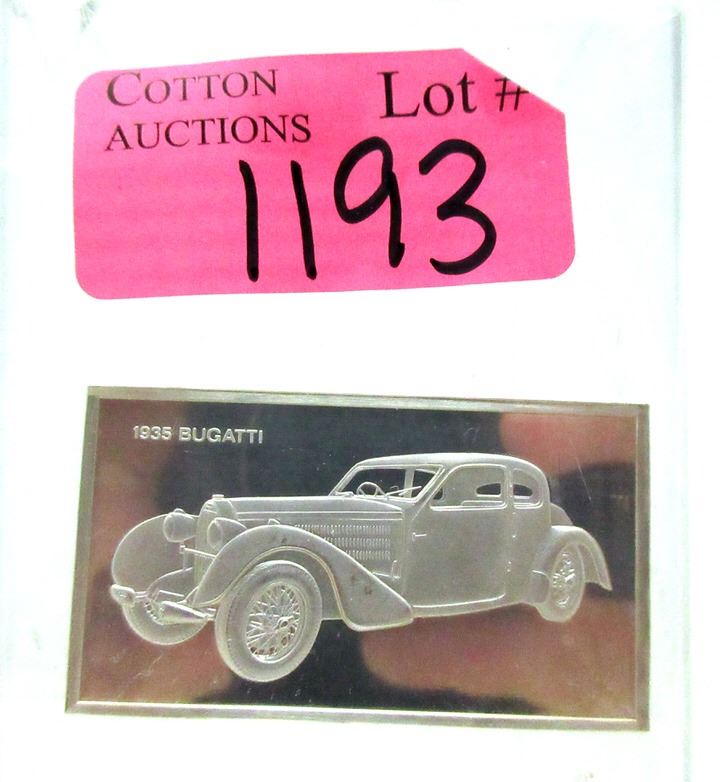 COTTON Lot #
AUCTIONS
1193
1935 BUGATTI